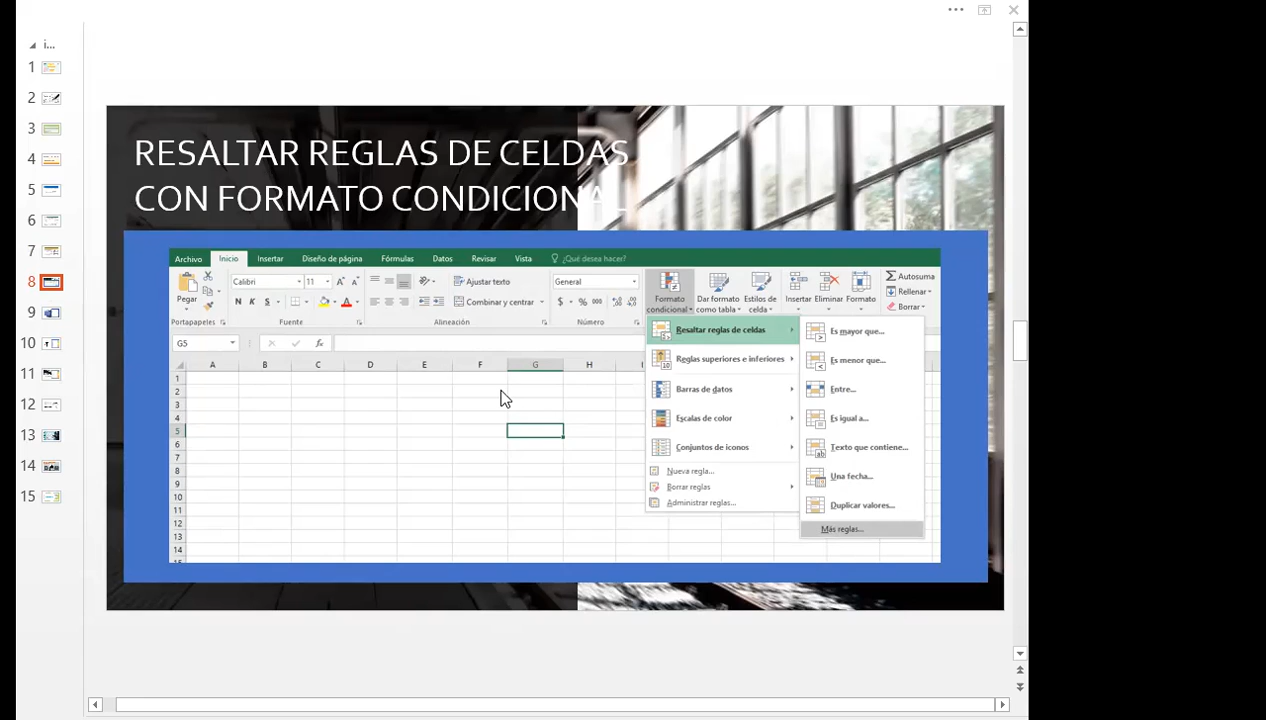 i...
1
2
3
4
5
6
7
8
9
10
11
12
13
14
15
RESALTAR REGLAS DE CELDAS
CON FORMATO CONDICIONAL
Archivo Inicio Insertar Diseño de página Fórmulas Datos Revisar Vista ¿Qué desea hacer?
Calibri 11 Ajustar texto General Autosuma
Pegar Formato condicional Dar formato como tabla Estilos de celda Insertar Eliminar Formato Rellenar
N K S Combinar y centrar $ % 000 Borrar
Portapapeles Fuente Alineación Número
G5 fx
A B C D E F G H
1
2
3
4
5
6
7
8
9
10
11
12
13
14
15
Resaltar reglas de celdas
Reglas superiores e inferiores
Barras de datos
Escalas de color
Conjuntos de iconos
Nueva regla...
Borrar reglas
Administrar reglas...
Es mayor que...
Es menor que...
Entre...
Es igual a...
Texto que contiene...
Una fecha...
Duplicar valores...
Más reglas...